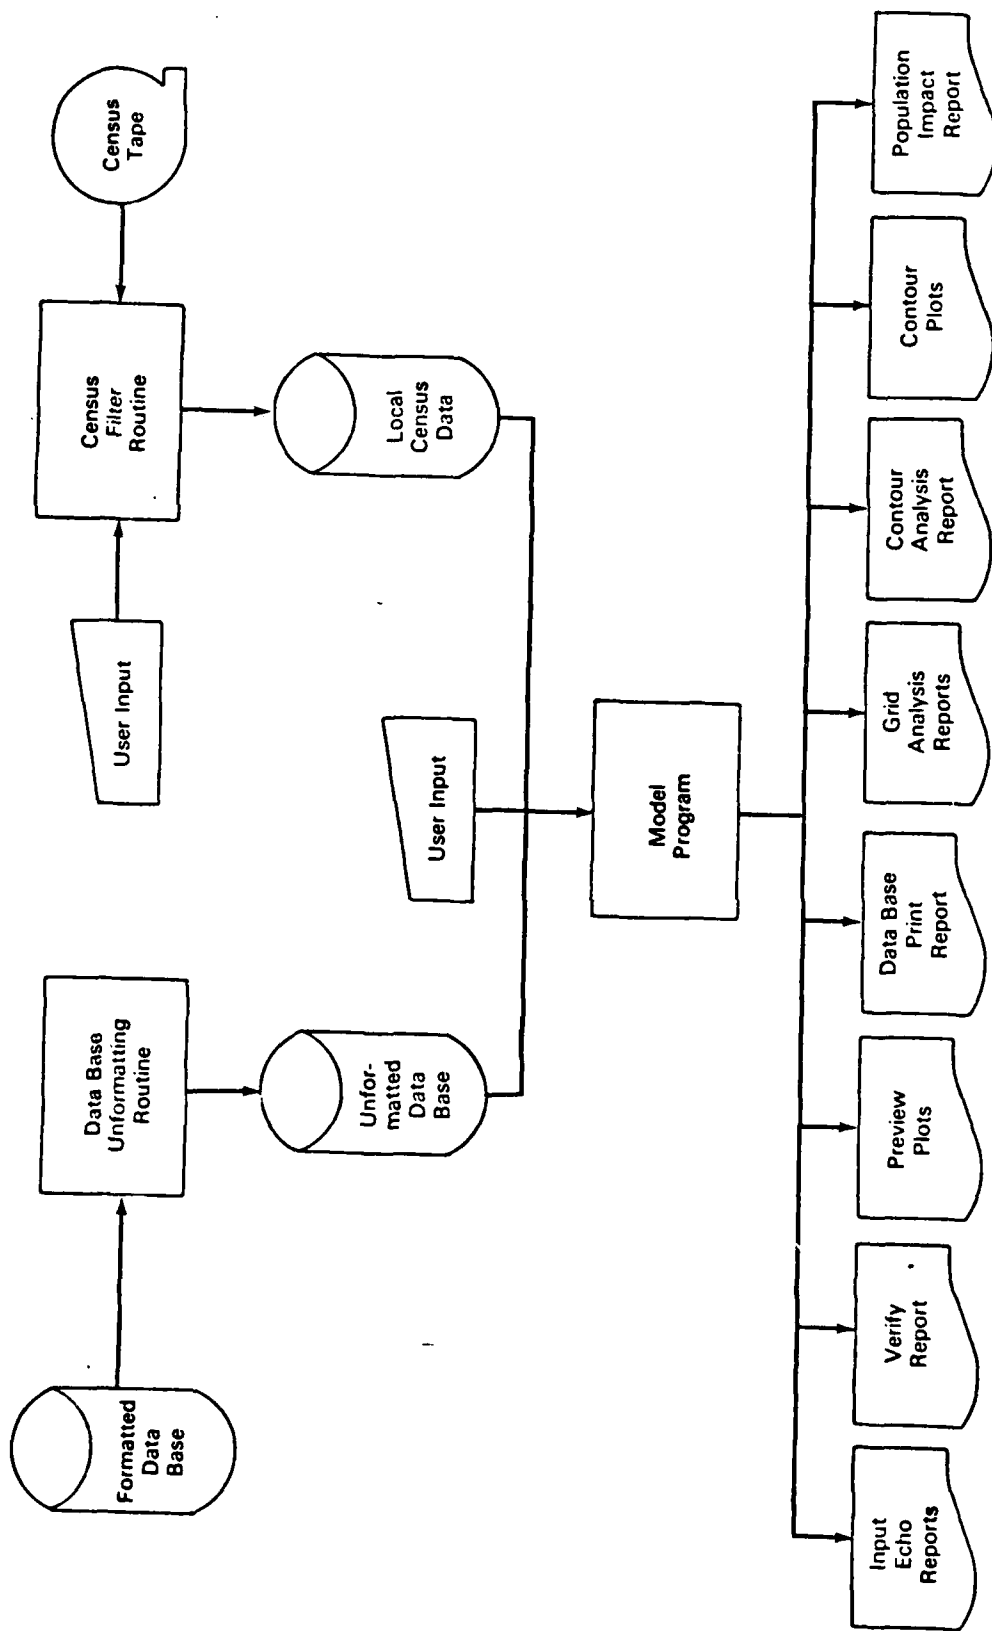 Formatted
Data
Base
Data Base
Unformatting
Routine
User Input
Census
Filter
Routine
Census
Tape
Unfor-
matted
Data
Base
Local
Census
Data
User Input
Model
Program
Input
Echo
Reports
Verify
Report
Preview
Plots
Data Base
Print
Report
Grid
Analysis
Reports
Contour
Analysis
Report
Contour
Plots
Population
Impact
Report